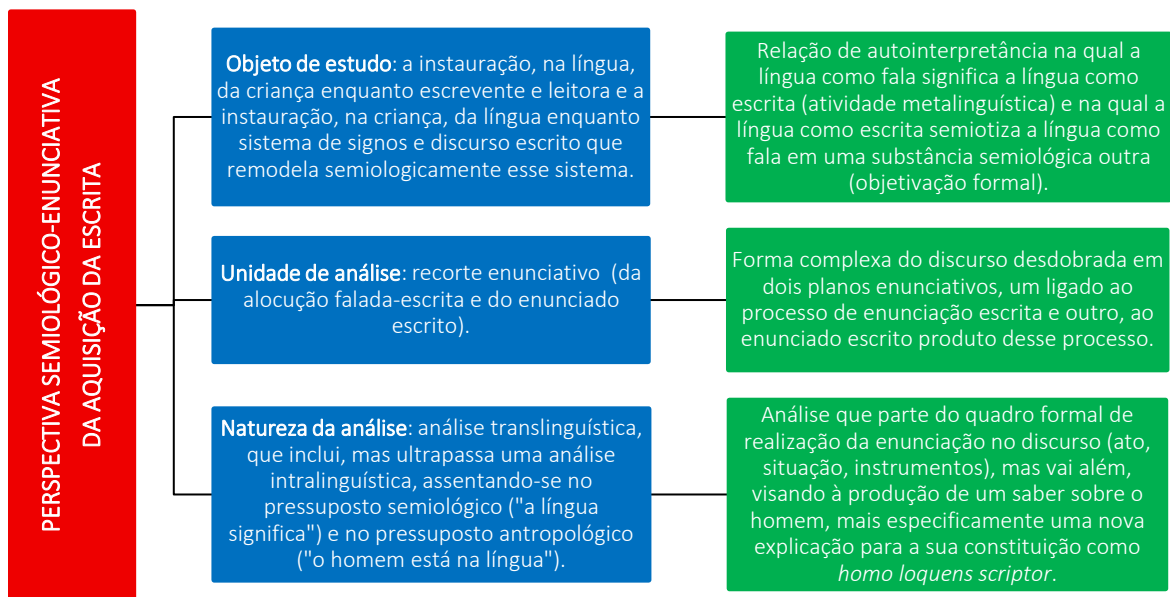 PERSPECTIVA SEMIOLÓGICO-ENUNCIATIVA
DA AQUISIÇÃO DA ESCRITA
Objeto de estudo: a instauração, na língua,
da criança enquanto escrevente e leitora e a
instauração, na criança, da língua enquanto
sistema de signos e discurso escrito que
remodela semiologicamente esse sistema.
Relação de autointerpretância na qual a
língua como fala significa a língua como
escrita (atividade metalinguística) e na qual a
língua como escrita semiotiza a língua como
fala em uma substância semiológica outra
(objetivação formal).
Unidade de análise: recorte enunciativo (da
alocução falada-escrita e do enunciado
escrito).
Forma complexa do discurso desdobrada em
dois planos enunciativos, um ligado ao
processo de enunciação escrita e outro, ao
enunciado escrito produto desse processo.
Natureza da análise: análise translinguística,
que inclui, mas ultrapassa uma análise
intralinguística, assentando-se no
pressuposto semiológico ("a língua
significa") e no pressuposto antropológico
("o homem está na língua").
Análise que parte do quadro formal de
realização da enunciação no discurso (ato,
situação, instrumentos), mas vai além,
visando à produção de um saber sobre o
homem, mais especificamente uma nova
explicação para a sua constituição como
homo loquens scriptor.